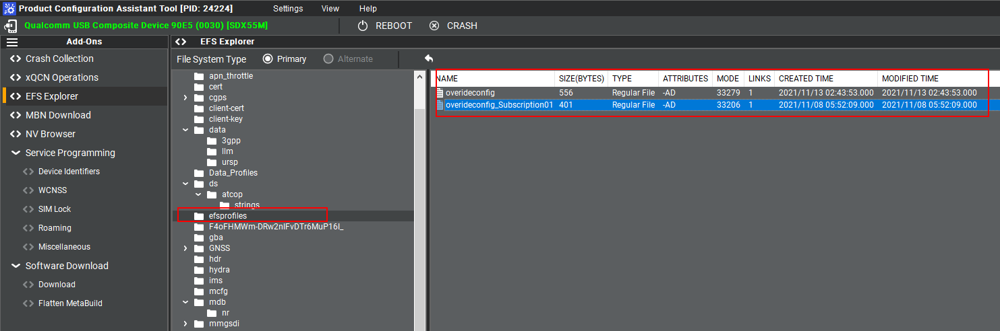 Product Configuration Assistant Tool [PID: 24224] Settings View Help
Qualcomm USB Composite Device 90E5 (0030) [SDX55M] REBOOT CRASH
Add-Ons
Crash Collection
xQCN Operations
EFS Explorer
MBN Download
NV Browser
Service Programming
Device Identifiers
WCNSS
SIM Lock
Roaming
Miscellaneous
Software Download
Download
Flatten MetaBuild
EFS Explorer
File System Type Primary Alternate
apn_throttle
cert
cgps
client-cert
client-key
data
3gpp
llm
ursp
Data_Profiles
ds
atcop
strings
efsprofiles
gba
GNSS
hdr
hydra
ims
mcfg
mdb
nr
mmgsdi
NAME SIZE(BYTES) TYPE ATTRIBUTES MODE LINKS CREATED TIME MODIFIED TIME
overideconfig 556 Regular File -AD 33279 1 2021/11/13 02:43:53.000 2021/11/13 02:43:53.000
overideconfig_Subscription01 401 Regular File -AD 33206 1 2021/11/08 05:52:09.000 2021/11/08 05:52:09.000